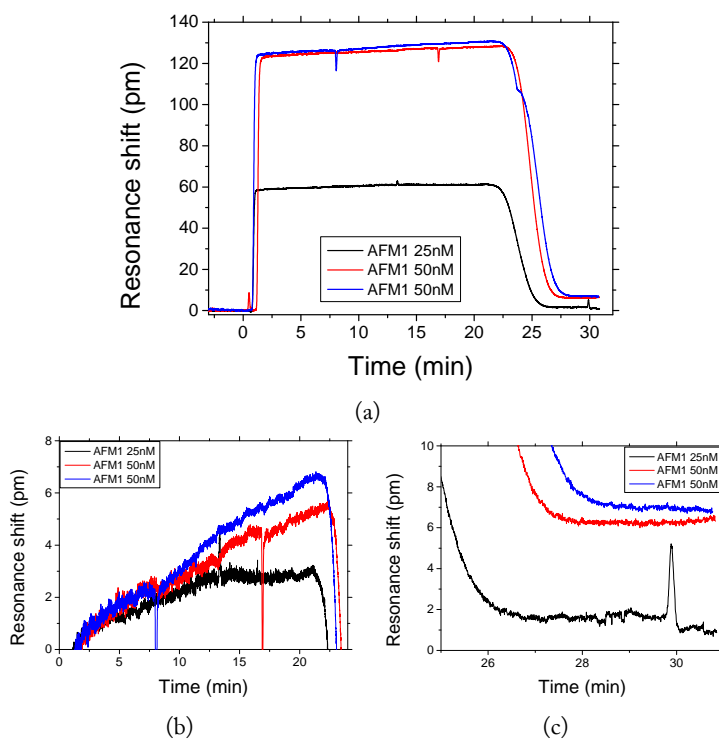 140
120
100
80
60
40
20
0
Resonance shift (pm)
AFM1 25nM
AFM1 50nM
AFM1 50nM
0 5 10 15 20 25 30
Time (min)
(a)
8
6
4
2
0
Resonance shift (pm)
AFM1 25nM
AFM1 50nM
AFM1 50nM
5 10 15 20
Time (min)
(b)
10
8
6
4
2
0
Resonance shift (pm)
AFM1 25nM
AFM1 50nM
AFM1 50nM
26 27 28 29 30
Time (min)
(c)